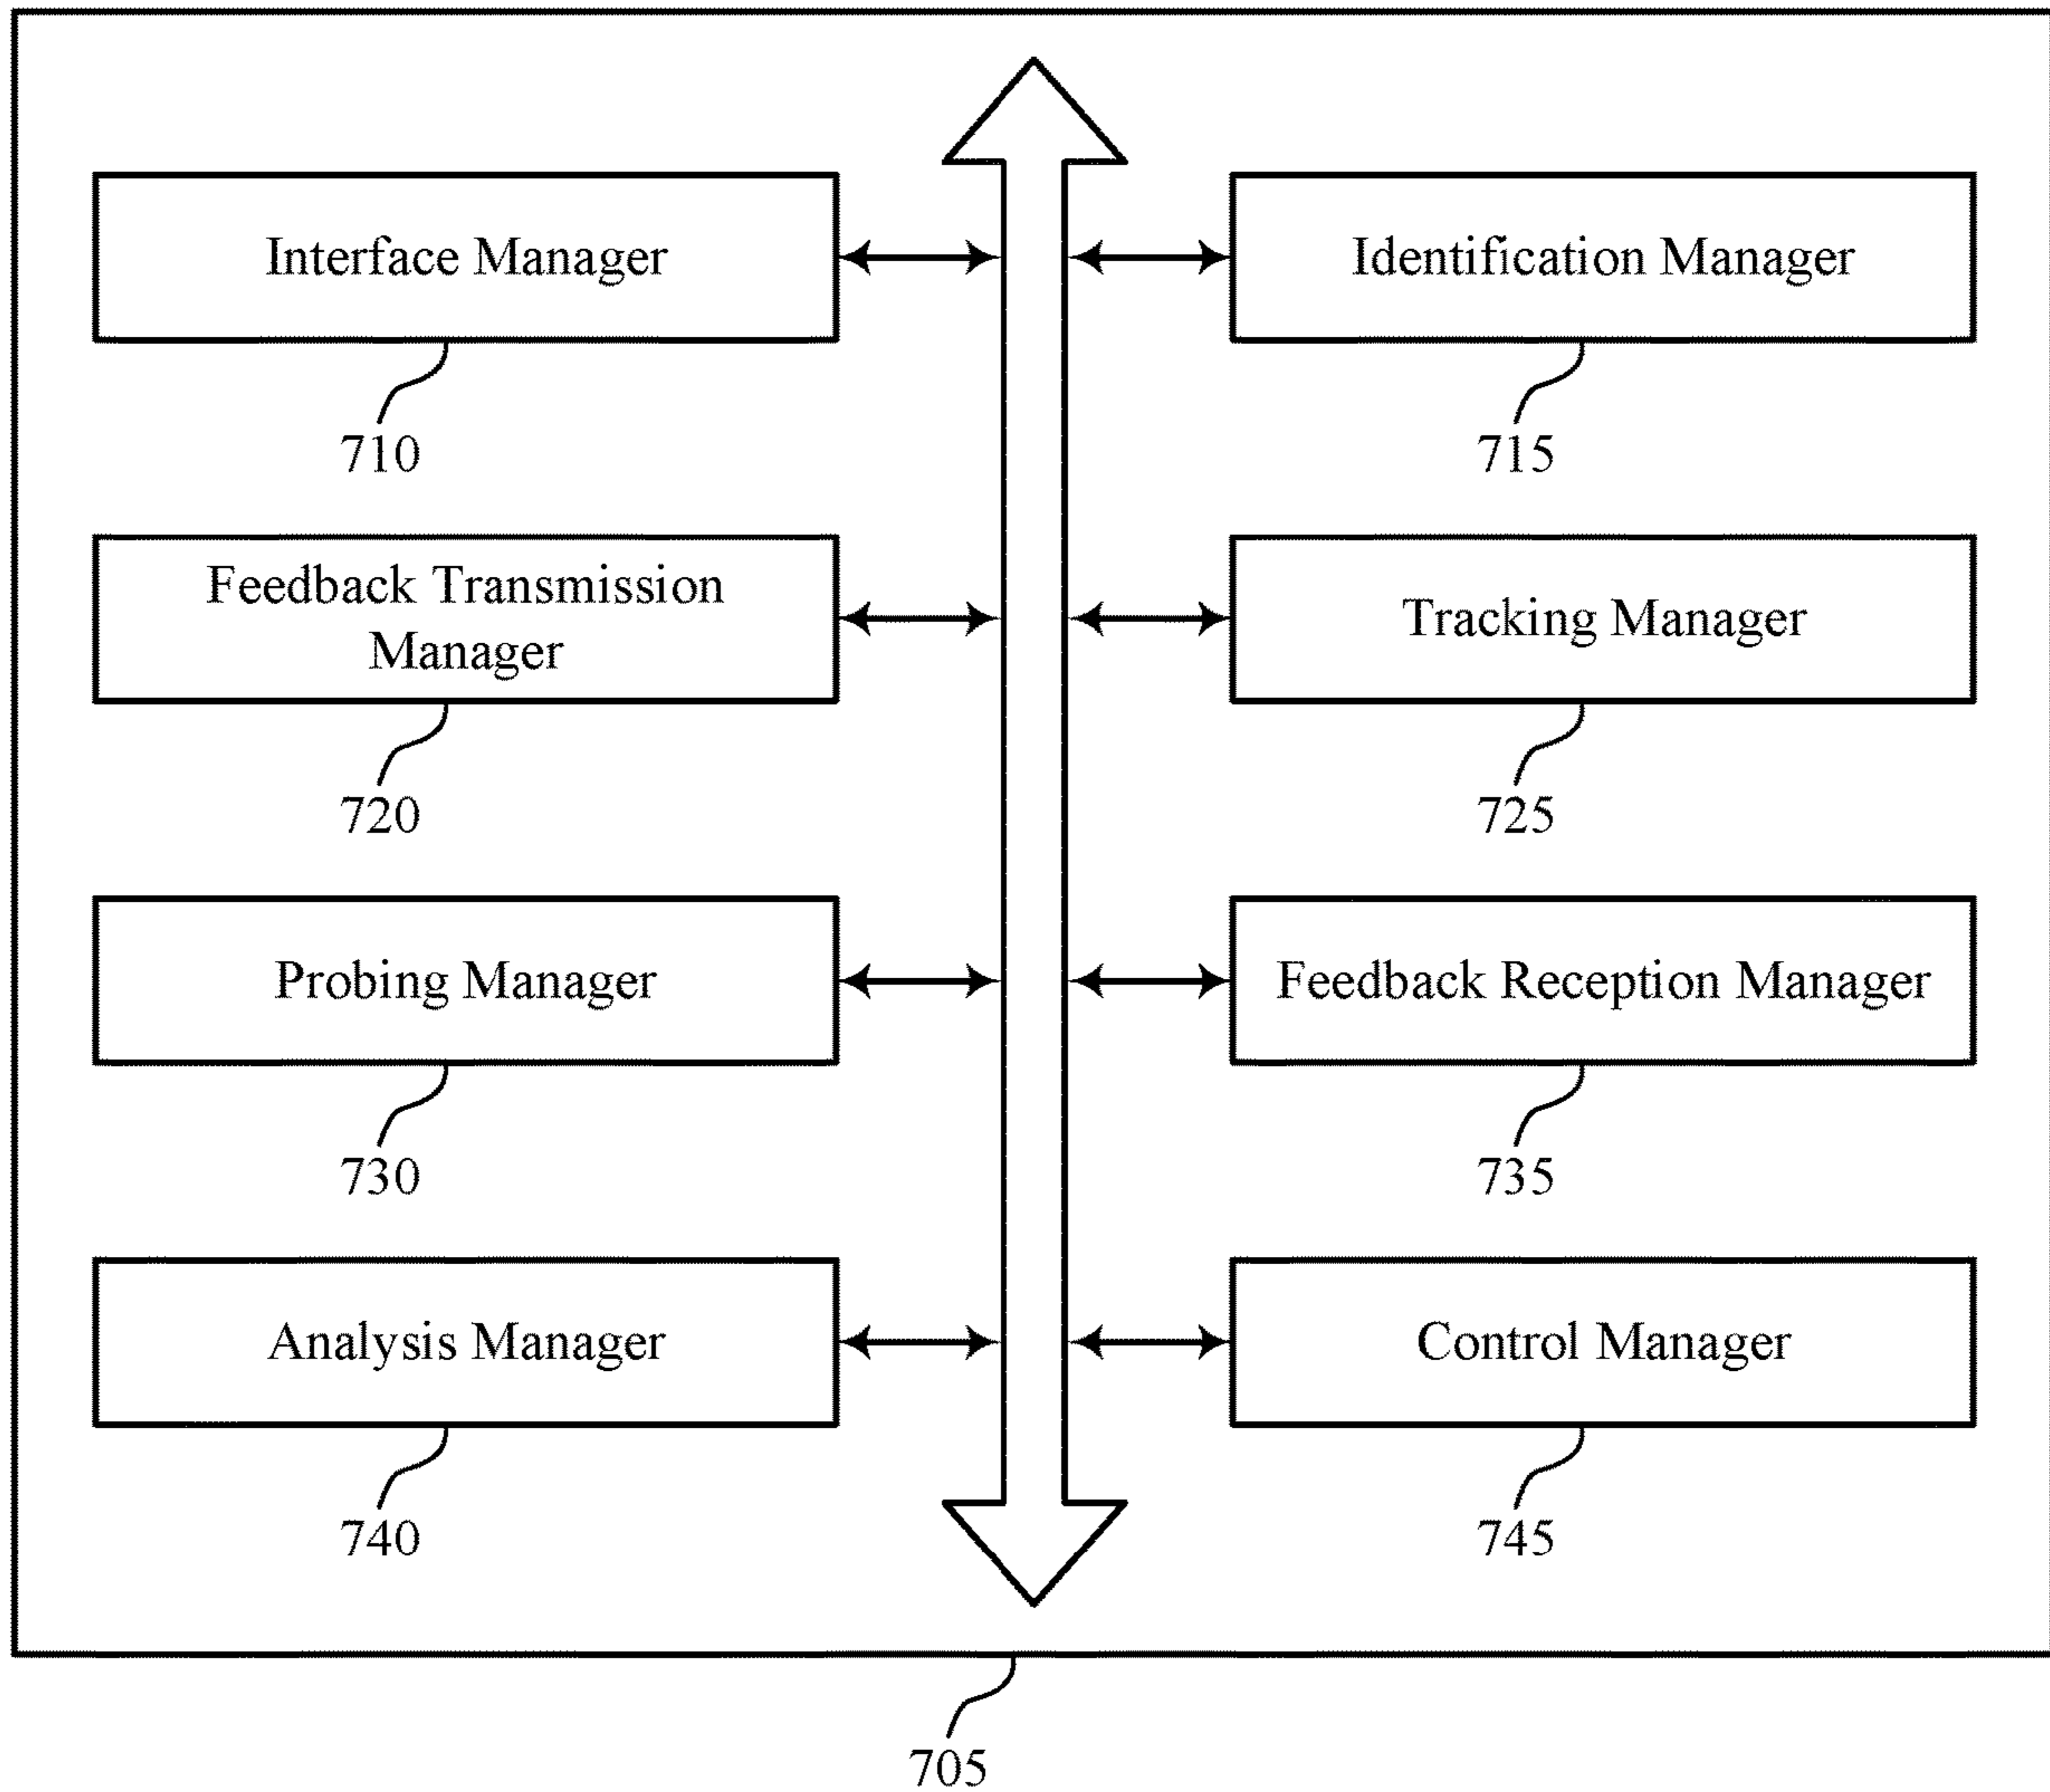 Interface Manager
Identification Manager
710
715
Feedback Transmission
Manager
Tracking Manager
720
725
Probing Manager
Feedback Reception Manager
730
735
Analysis Manager
Control Manager
740
745
705